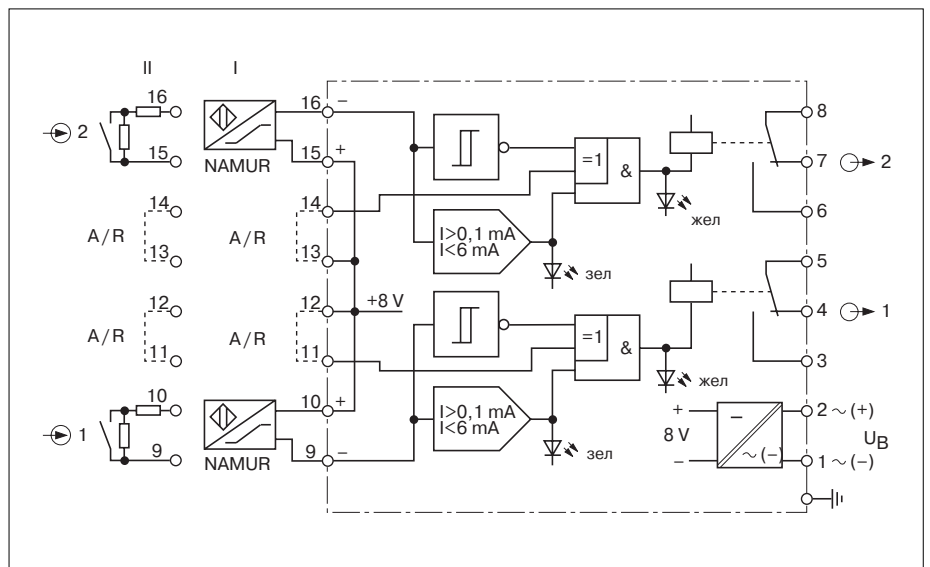 II I
16 16 − 8
2 NAMUR 15 + 15 =1 & 7 2
14 14 жел 6
A/R A/R I>0,1 mA
I<6 mA
13 13 зел 5
12 12 +8 V 4 1
A/R A/R =1 &
11 11 3
жел
10 10 + I>0,1 mA
I<6 mA + − 2 ~ (+)
1 8 V UB
9 NAMUR 9 − зел − ~ (−) 1 ~ (−)